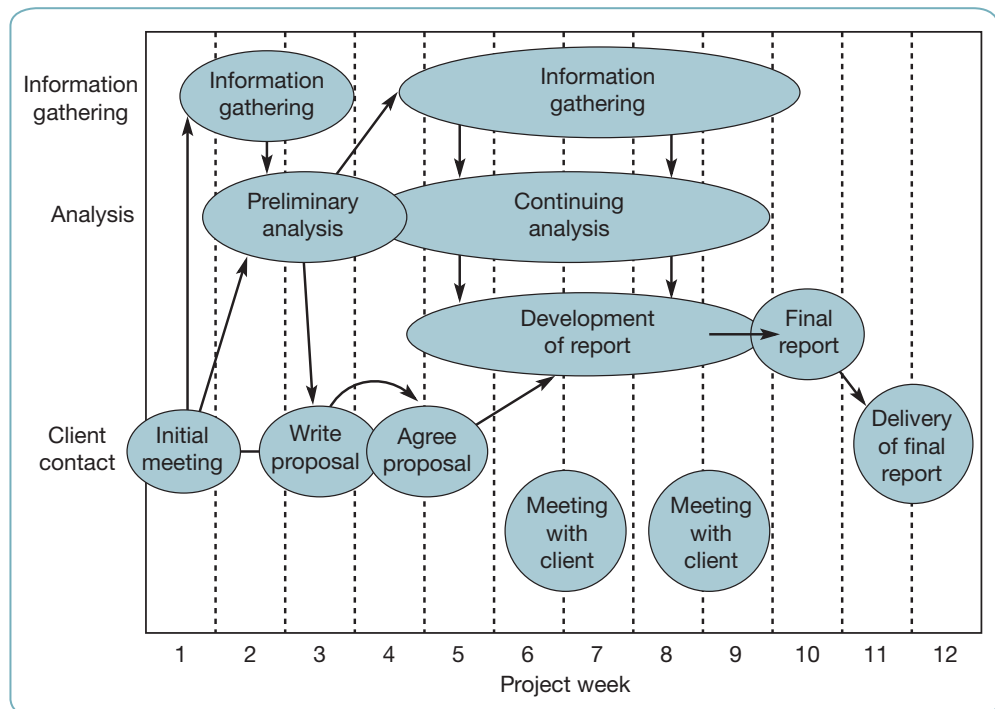 Information
gathering
Information
gathering
Information
gathering
Analysis
Preliminary
analysis
Continuing
analysis
Development
of report
Final
report
Client
contact
Initial
meeting
Write
proposal
Agree
proposal
Delivery
of final
report
Meeting
with
client
Meeting
with
client
1 2 3 4 5 6 7 8 9 10 11 12
Project week